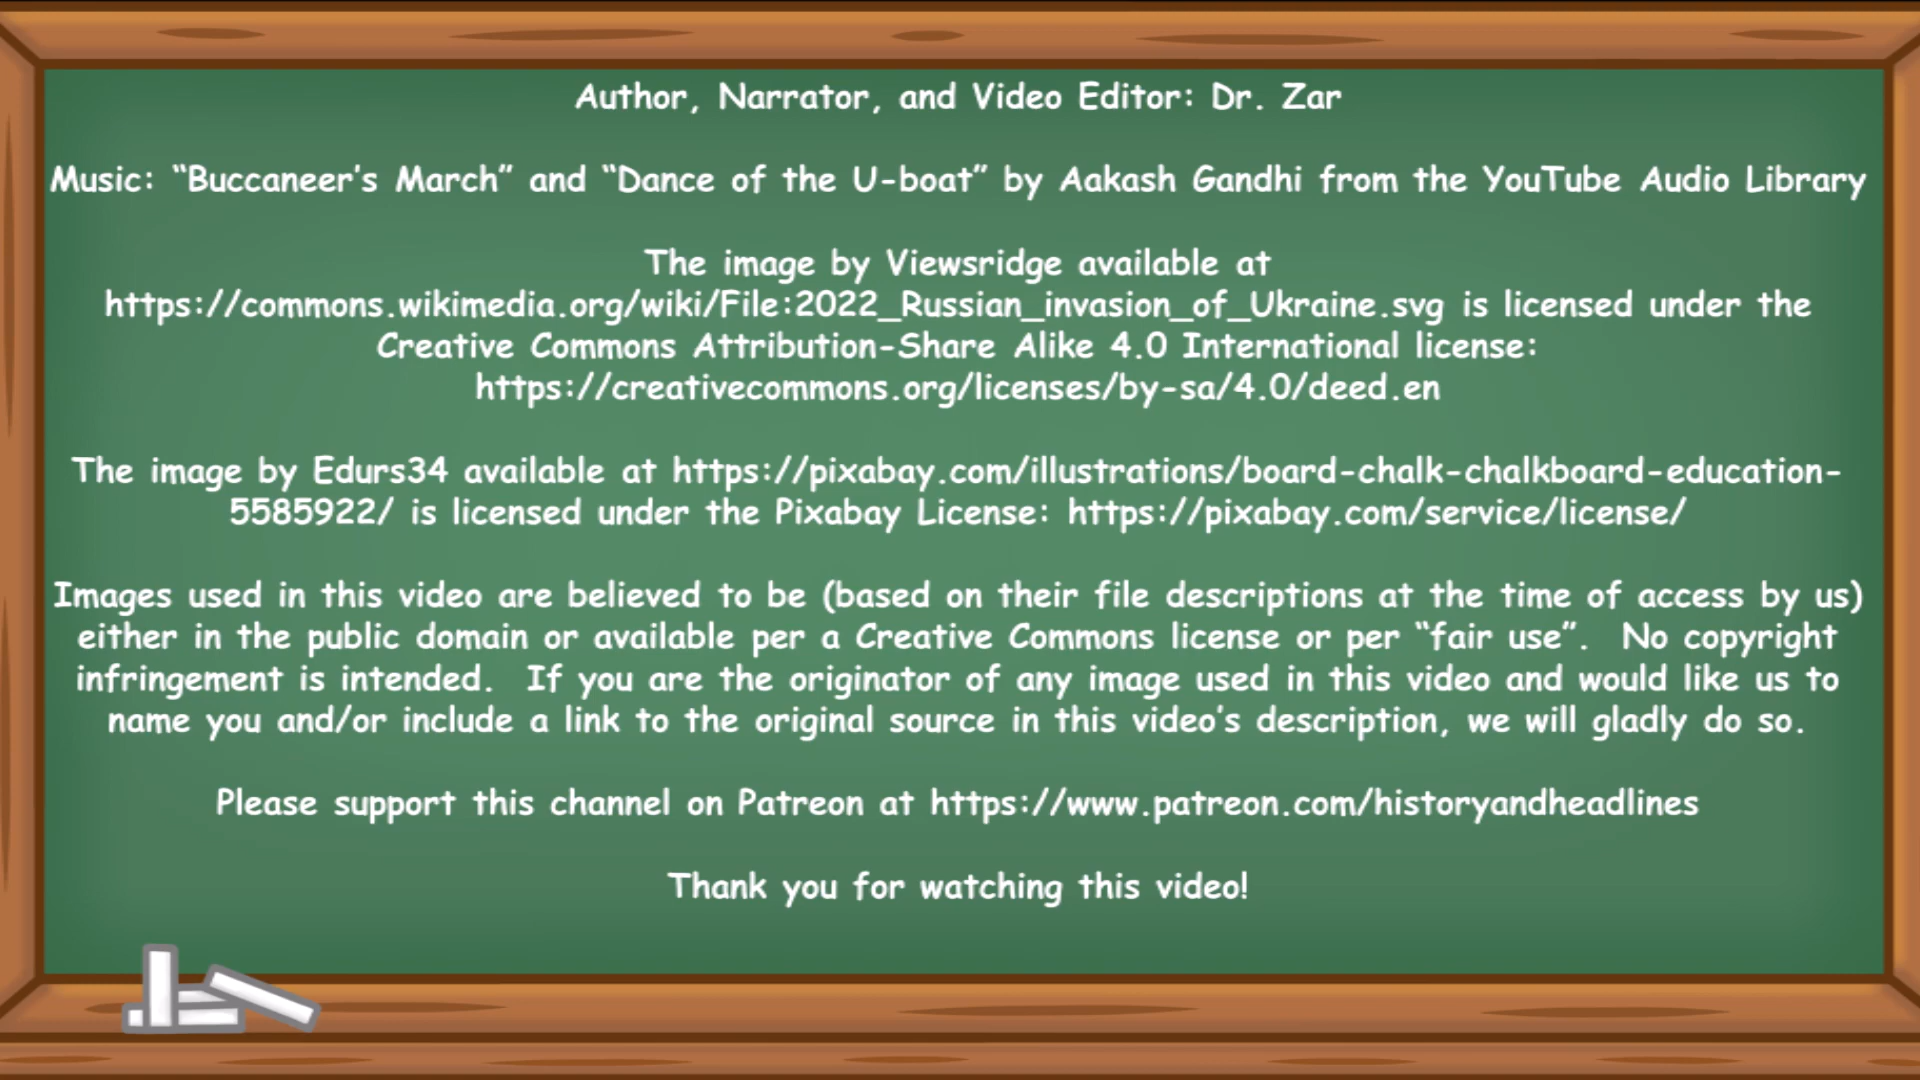 Author, Narrator, and Video Editor: Dr. Zar
Music: “Buccaneer’s March” and “Dance of the U-boat” by Aakash Gandhi from the YouTube Audio Library
The image by Viewsridge available at
https://commons.wikimedia.org/wiki/File:2022_Russian_invasion_of_Ukraine.svg is licensed under the
Creative Commons Attribution-Share Alike 4.0 International license:
https://creativecommons.org/licenses/by-sa/4.0/deed.en
The image by Edurs34 available at https://pixabay.com/illustrations/board-chalk-chalkboard-education-
5585922/ is licensed under the Pixabay License: https://pixabay.com/service/license/
Images used in this video are believed to be (based on their file descriptions at the time of access by us)
either in the public domain or available per a Creative Commons license or per “fair use”. No copyright
infringement is intended. If you are the originator of any image used in this video and would like us to
name you and/or include a link to the original source in this video’s description, we will gladly do so.
Please support this channel on Patreon at https://www.patreon.com/historyandheadlines
Thank you for watching this video!